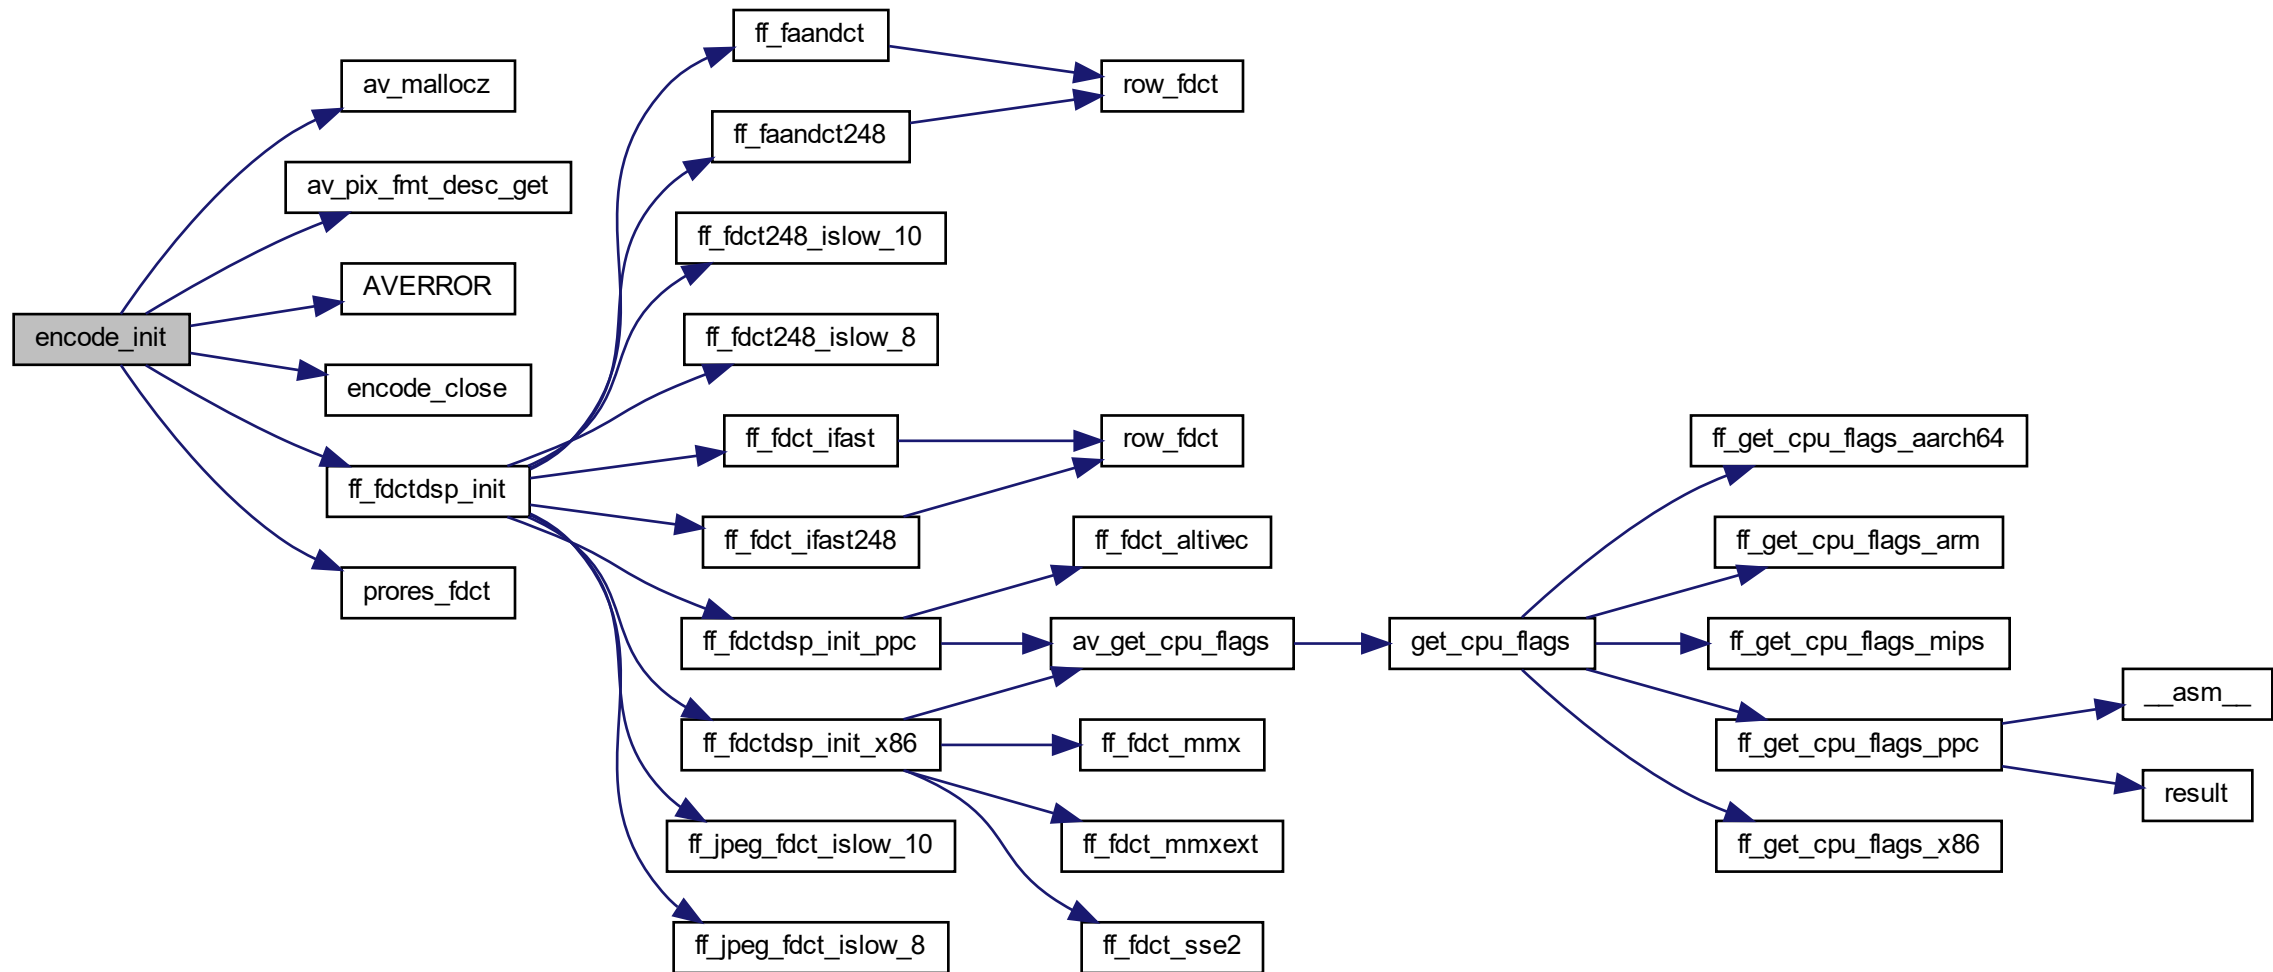 encode_init
av_mallocz
av_pix_fmt_desc_get
AVERROR
encode_close
ff_fdctdsp_init
prores_fdct
ff_faandct
ff_faandct248
ff_fdct248_islow_10
ff_fdct248_islow_8
ff_fdct_ifast
ff_fdct_ifast248
ff_fdctdsp_init_ppc
ff_fdctdsp_init_x86
ff_jpeg_fdct_islow_10
ff_jpeg_fdct_islow_8
row_fdct
row_fdct
ff_fdct_altivec
av_get_cpu_flags
ff_fdct_mmx
ff_fdct_mmxext
ff_fdct_sse2
get_cpu_flags
ff_get_cpu_flags_aarch64
ff_get_cpu_flags_arm
ff_get_cpu_flags_mips
ff_get_cpu_flags_ppc
ff_get_cpu_flags_x86
__asm__
result